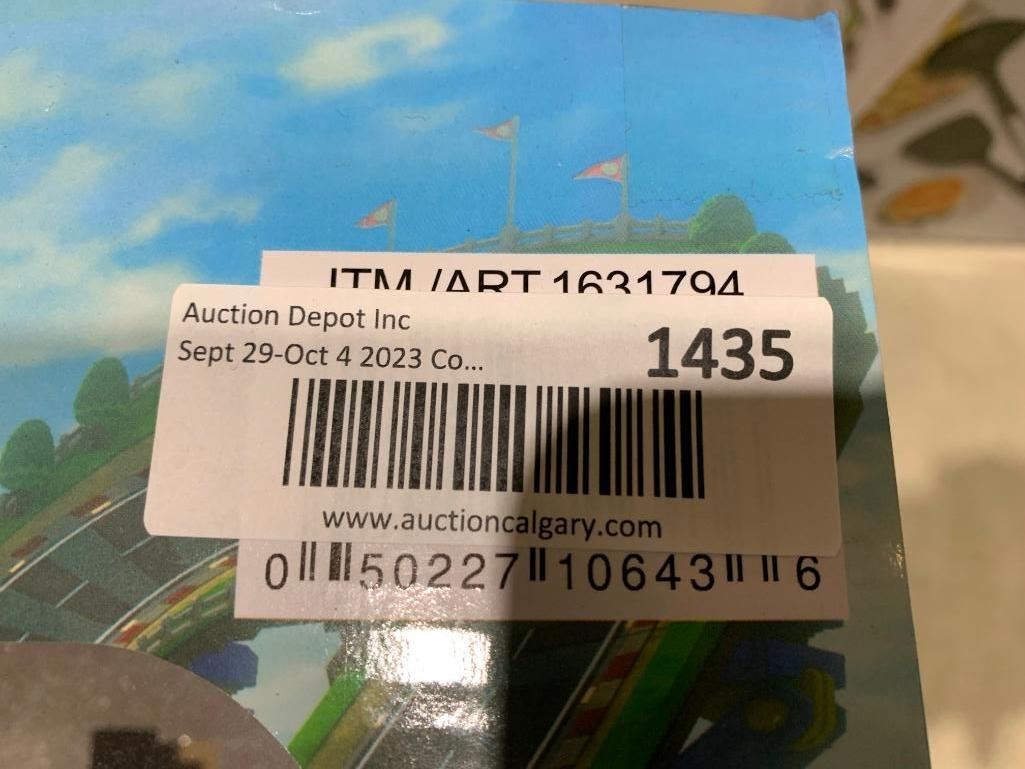 ITM /ART 1631794
Auction Depot Inc
Sept 29-Oct 4 2023 Co...
1435
www.auctioncalgary.com
0 50227 10643 6